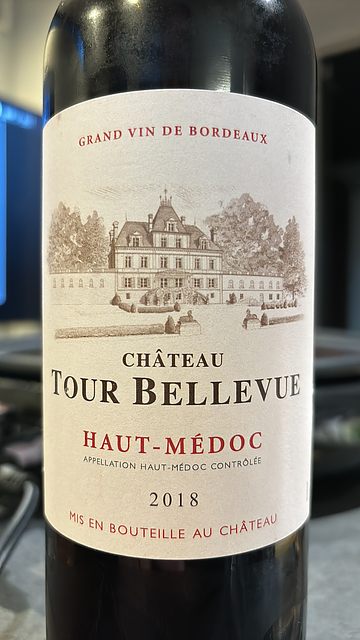 GRAND VIN DE BORDEAUX
CHÂTEAU
TOUR BELLEVUE
HAUT-MÉDOC
APPELLATION HAUT-MÉDOC CONTRÔLÉE
2018
MIS EN BOUTEILLE AU CHÂTEAU